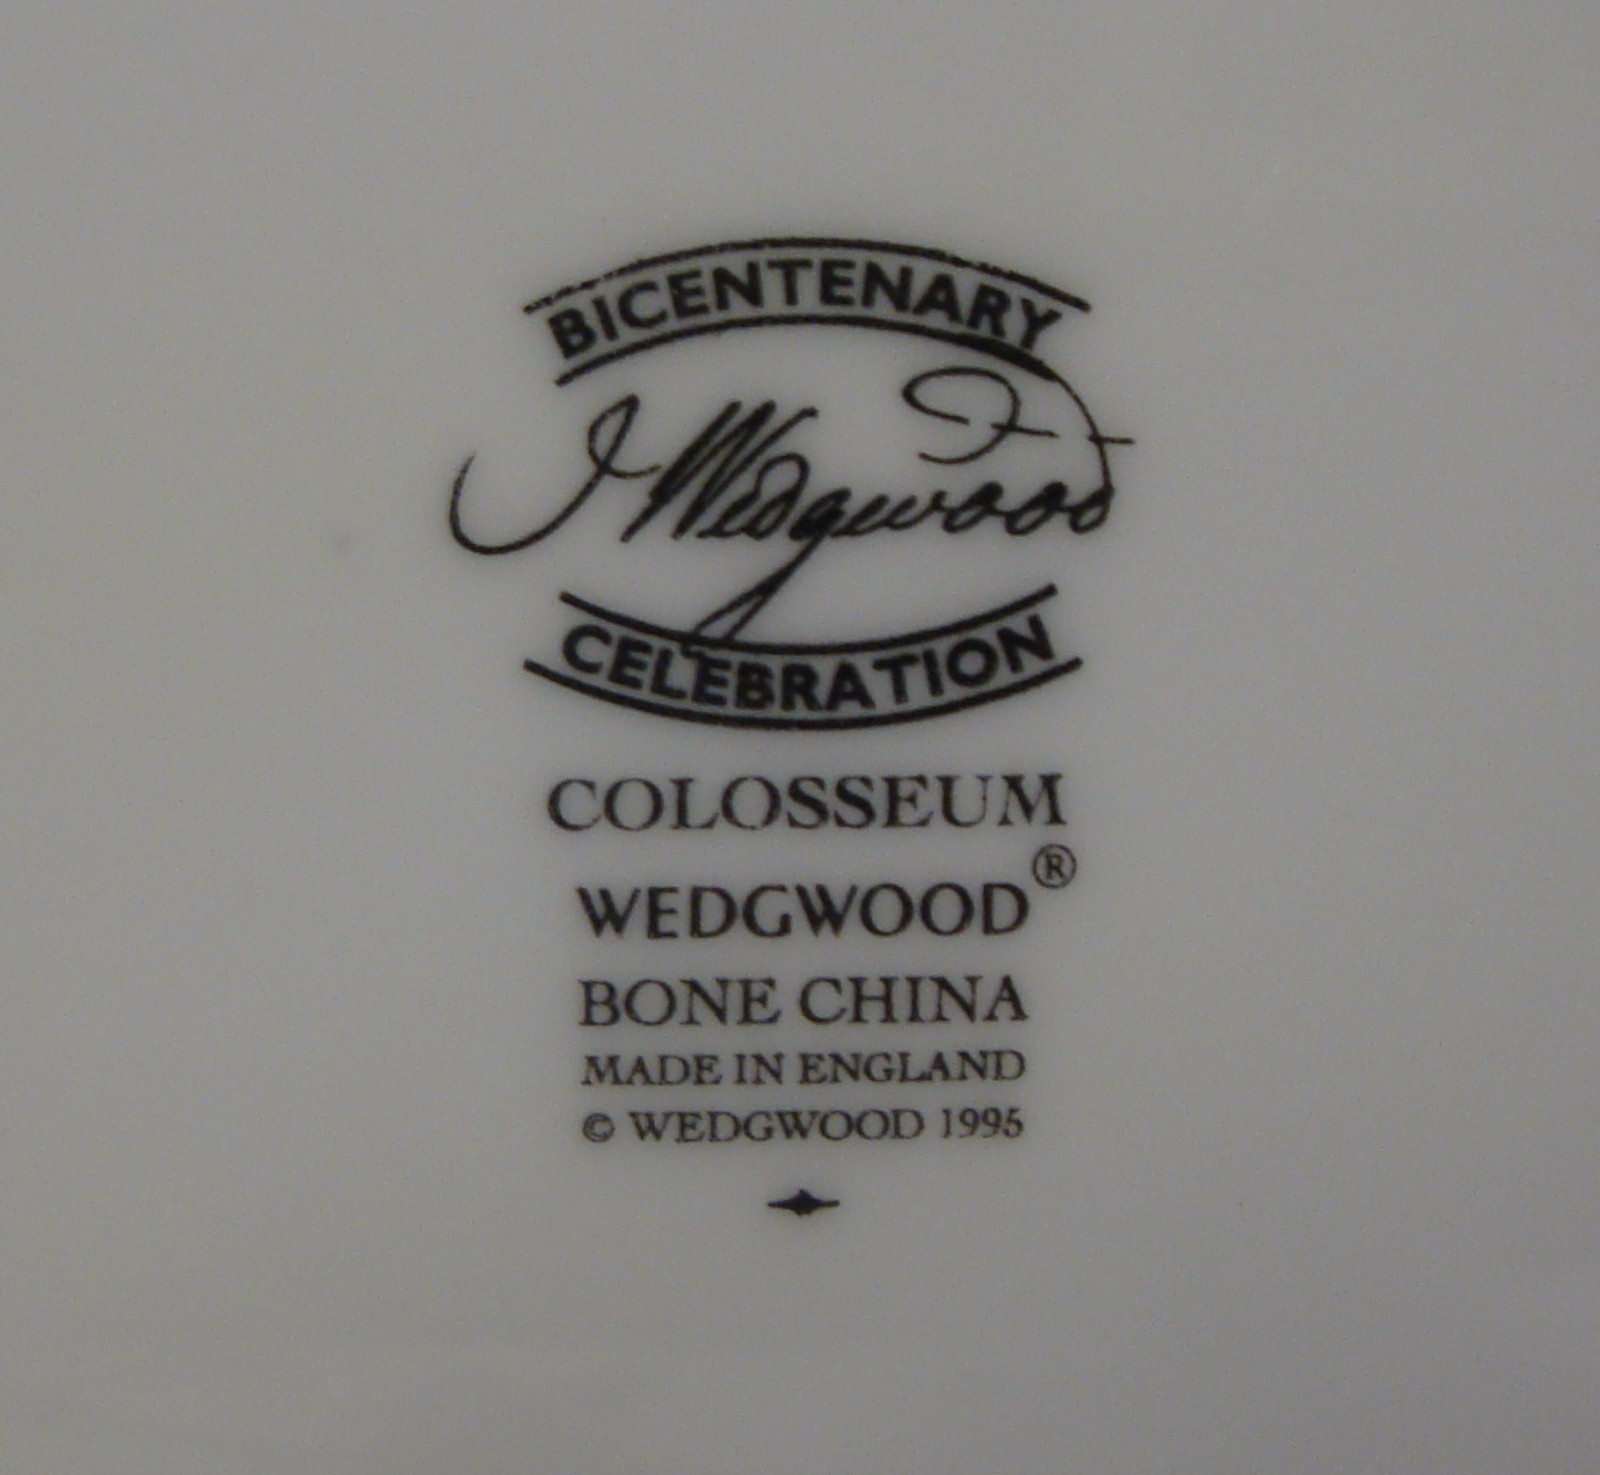 BICENTENARY
J Wedgwood
CELEBRATION
COLOSSEUM
WEDGWOOD®
BONE CHINA
MADE IN ENGLAND
© WEDGWOOD 1995